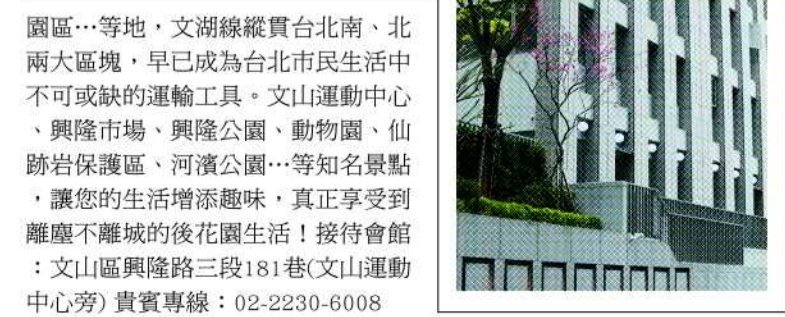 園區⋯等地，文湖線縱貫台北南、北
兩大區塊，早已成為台北市民生活中
不可或缺的運輸工具。文山運動中心
、興隆市場、興隆公園、動物園、仙
跡岩保護區、河濱公園⋯等知名景點
，讓您的生活增添趣味，真正享受到
離塵不離城的後花園生活！接待會館
：文山區興隆路三段181巷(文山運動
中心旁) 貴賓專線：02-2230-6008